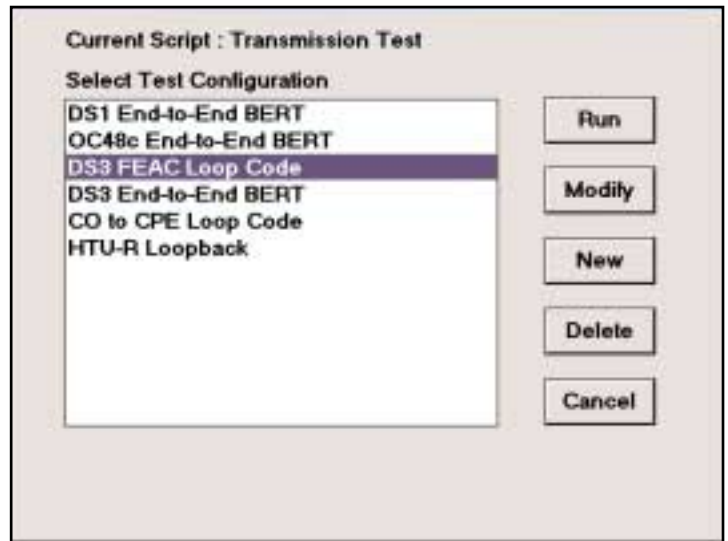 Current Script : Transmission Test
Select Test Configuration
DS1 End-to-End BERT
OC48c End-to-End BERT
DS3 FEAC Loop Code
DS3 End-to-End BERT
CO to CPE Loop Code
HTU-R Loopback
Run
Modify
New
Delete
Cancel